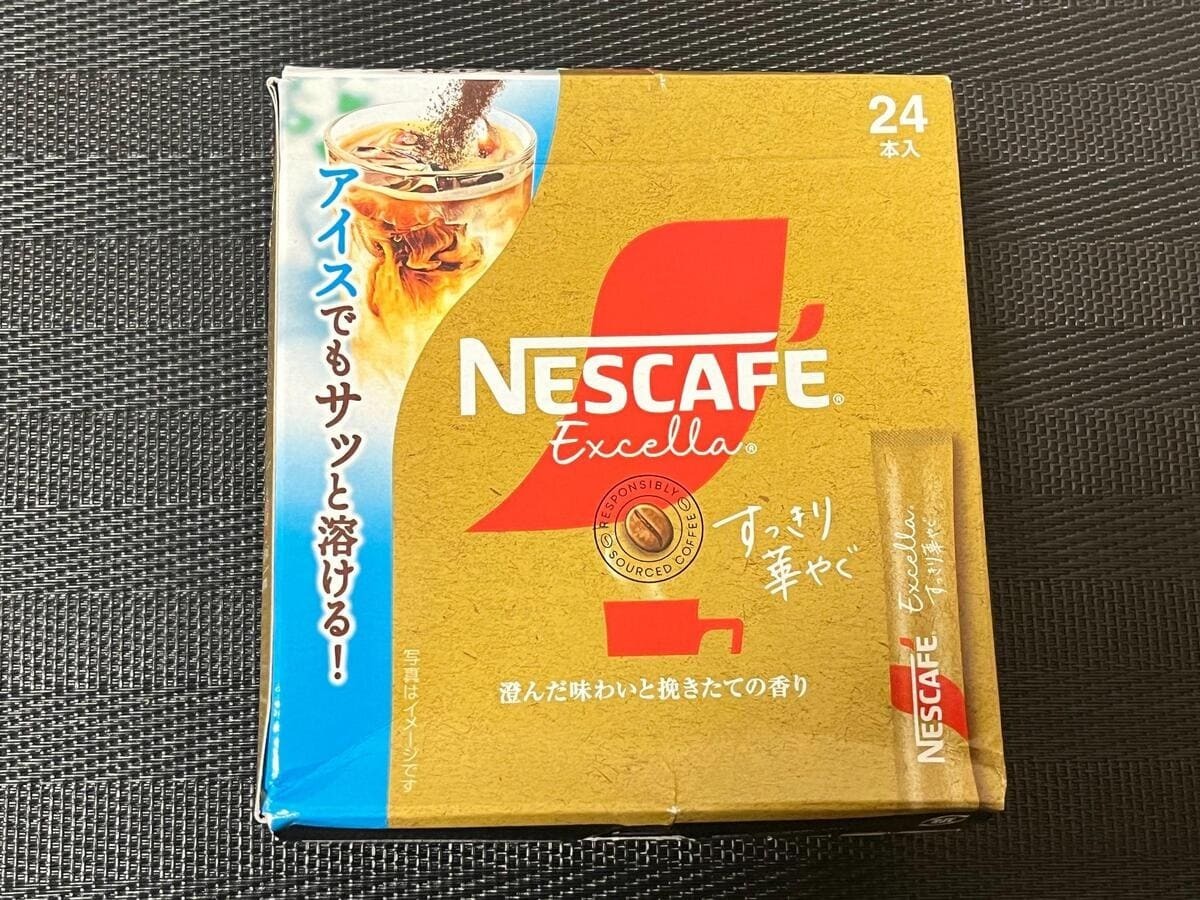 24
本入
アイスでもサッと溶ける!
NESCAFÉ®
Excella®
RESPONSIBLY
SOURCED COFFEE
すっきり
華やぐ
澄んだ味わいと挽きたての香り
写真はイメージです
NESCAFÉ®
Excella®
すっきり華やぐ